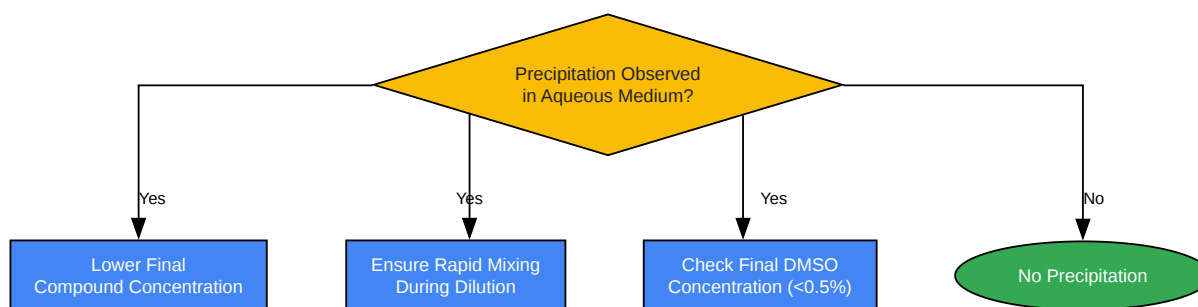 Precipitation Observed
in Aqueous Medium?
Yes
Yes
Yes
No
Lower Final
Compound Concentration
Ensure Rapid Mixing
During Dilution
Check Final DMSO
Concentration (<0.5%)
No Precipitation